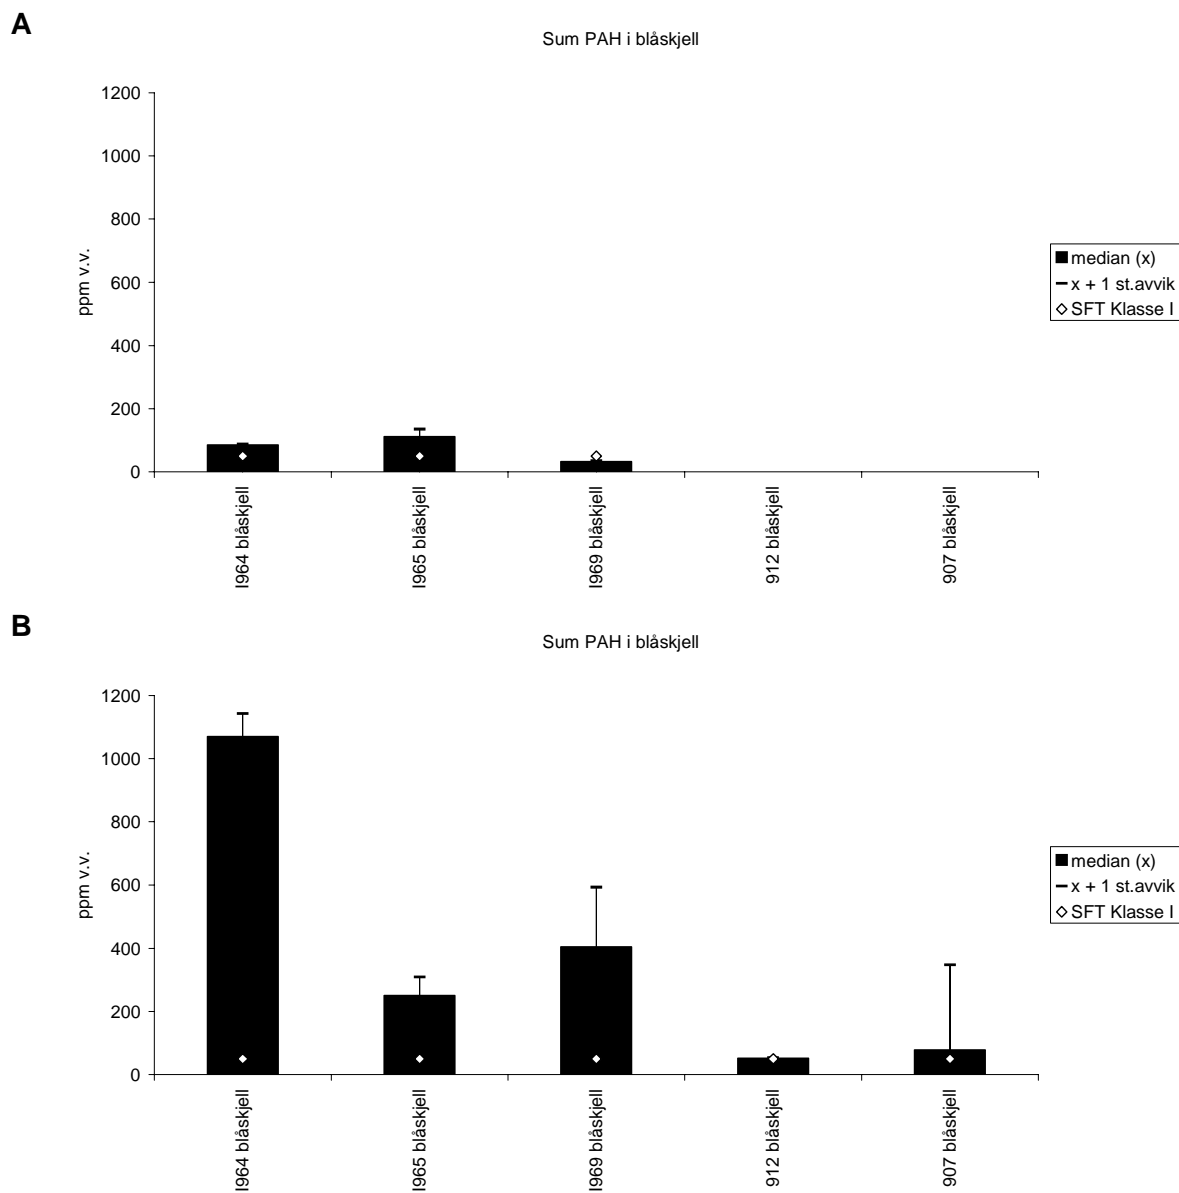 A
Sum PAH i blåskjell
1200
1000
800
600
400
200
0
ppm v.v.
I964 blåskjell
I965 blåskjell
I969 blåskjell
912 blåskjell
907 blåskjell
median (x)
x + 1 st.avvik
SFT Klasse I
B
Sum PAH i blåskjell
1200
1000
800
600
400
200
0
ppm v.v.
I964 blåskjell
I965 blåskjell
I969 blåskjell
912 blåskjell
907 blåskjell
median (x)
x + 1 st.avvik
SFT Klasse I